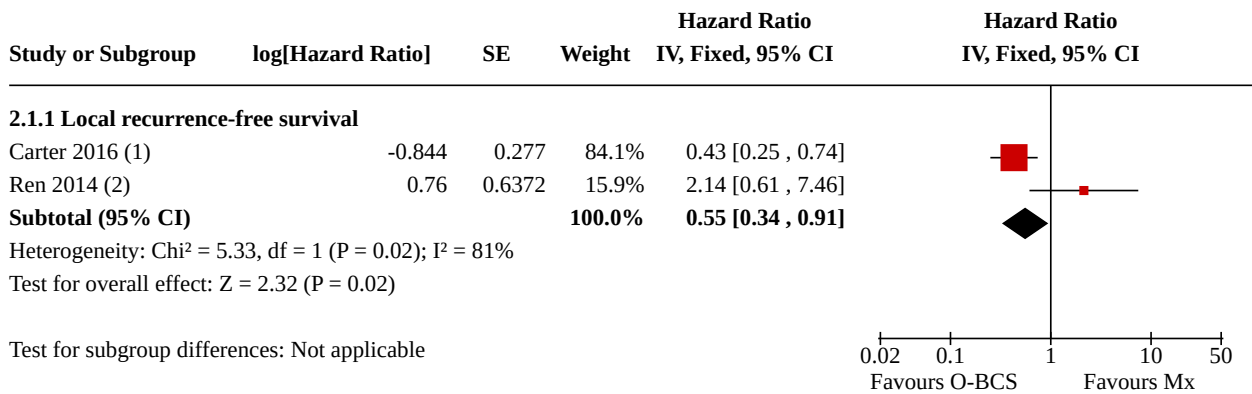 Hazard Ratio Hazard Ratio
Study or Subgroup log[Hazard Ratio] SE Weight IV, Fixed, 95% CI IV, Fixed, 95% CI
2.1.1 Local recurrence-free survival
Carter 2016 (1) -0.844 0.277 84.1% 0.43 [0.25 , 0.74]
Ren 2014 (2) 0.76 0.6372 15.9% 2.14 [0.61 , 7.46]
Subtotal (95% CI) 100.0% 0.55 [0.34 , 0.91]
Heterogeneity: Chi² = 5.33, df = 1 (P = 0.02); I² = 81%
Test for overall effect: Z = 2.32 (P = 0.02)
Test for subgroup differences: Not applicable
0.02 0.1 1 10 50
Favours O-BCS Favours Mx